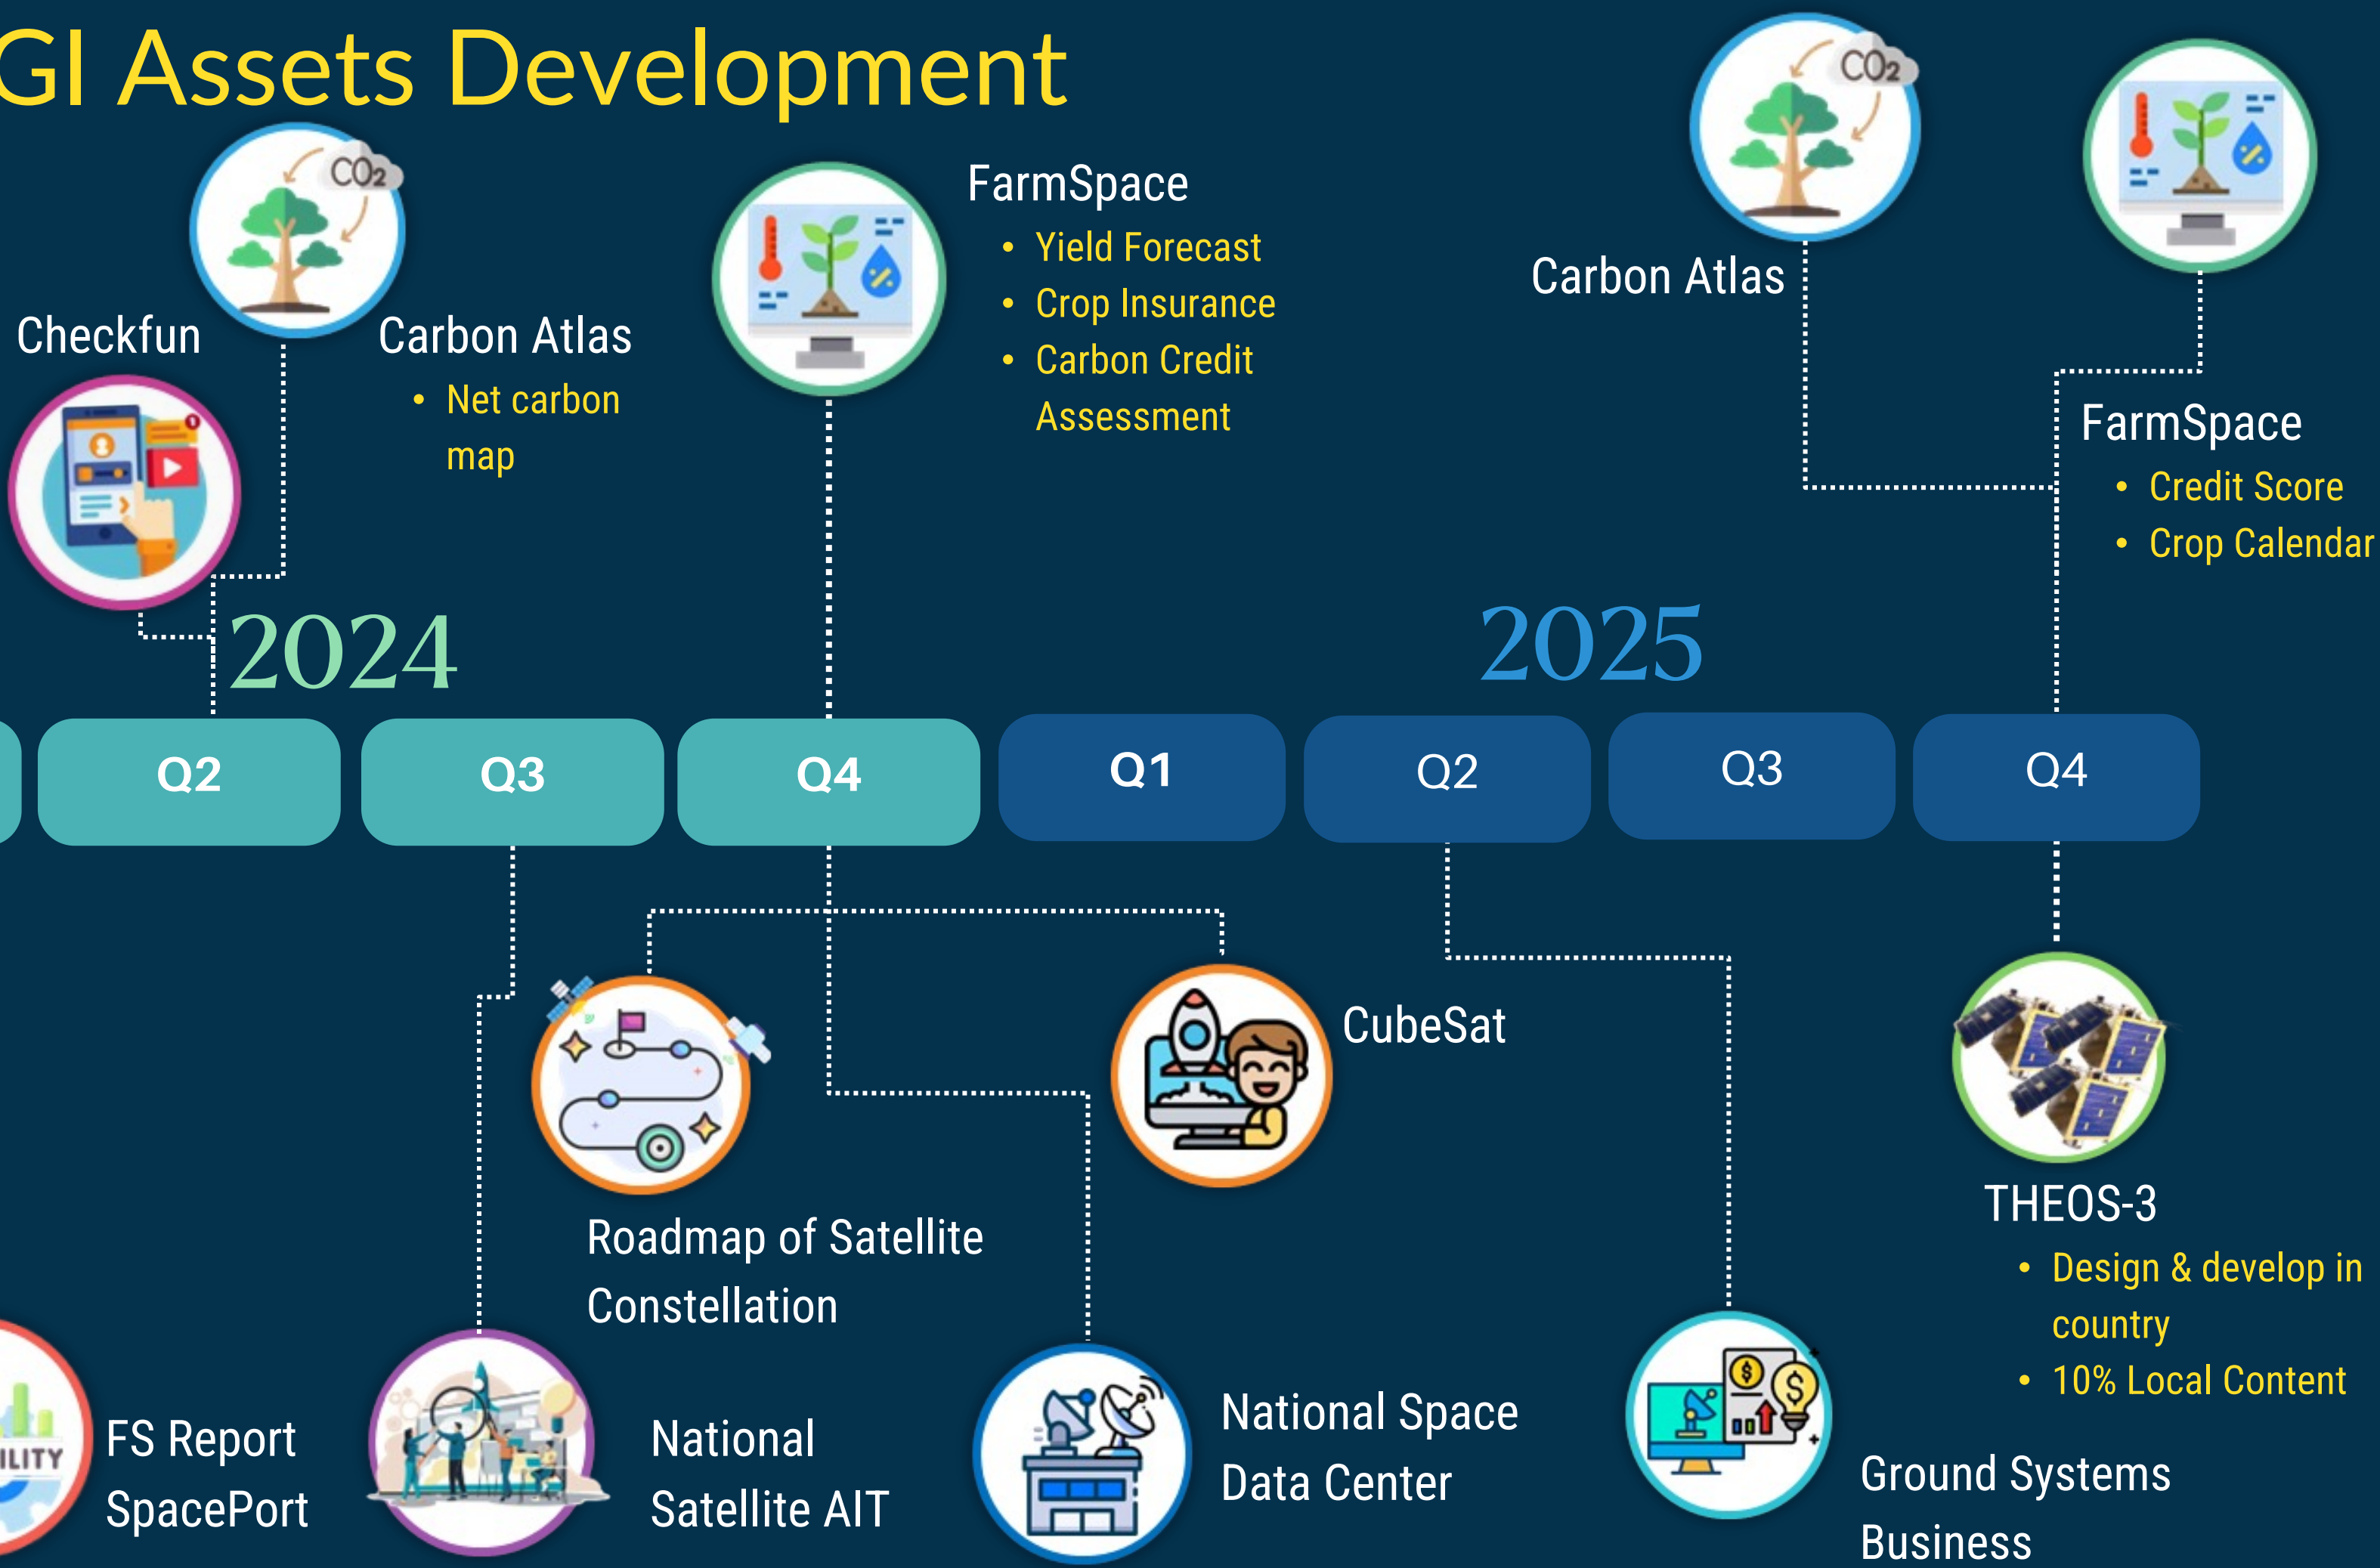 GI Assets Development
CO2
Checkfun
Carbon Atlas
• Net carbon
map
FarmSpace
• Yield Forecast
• Crop Insurance
• Carbon Credit
Assessment
CO2
Carbon Atlas
FarmSpace
• Credit Score
• Crop Calendar
2024
2025
Q2
Q3
Q4
Q1
Q2
Q3
Q4
CubeSat
Roadmap of Satellite
Constellation
THEOS-3
• Design & develop in
country
• 10% Local Content
ILITY
FS Report
SpacePort
National
Satellite AIT
National Space
Data Center
Ground Systems
Business